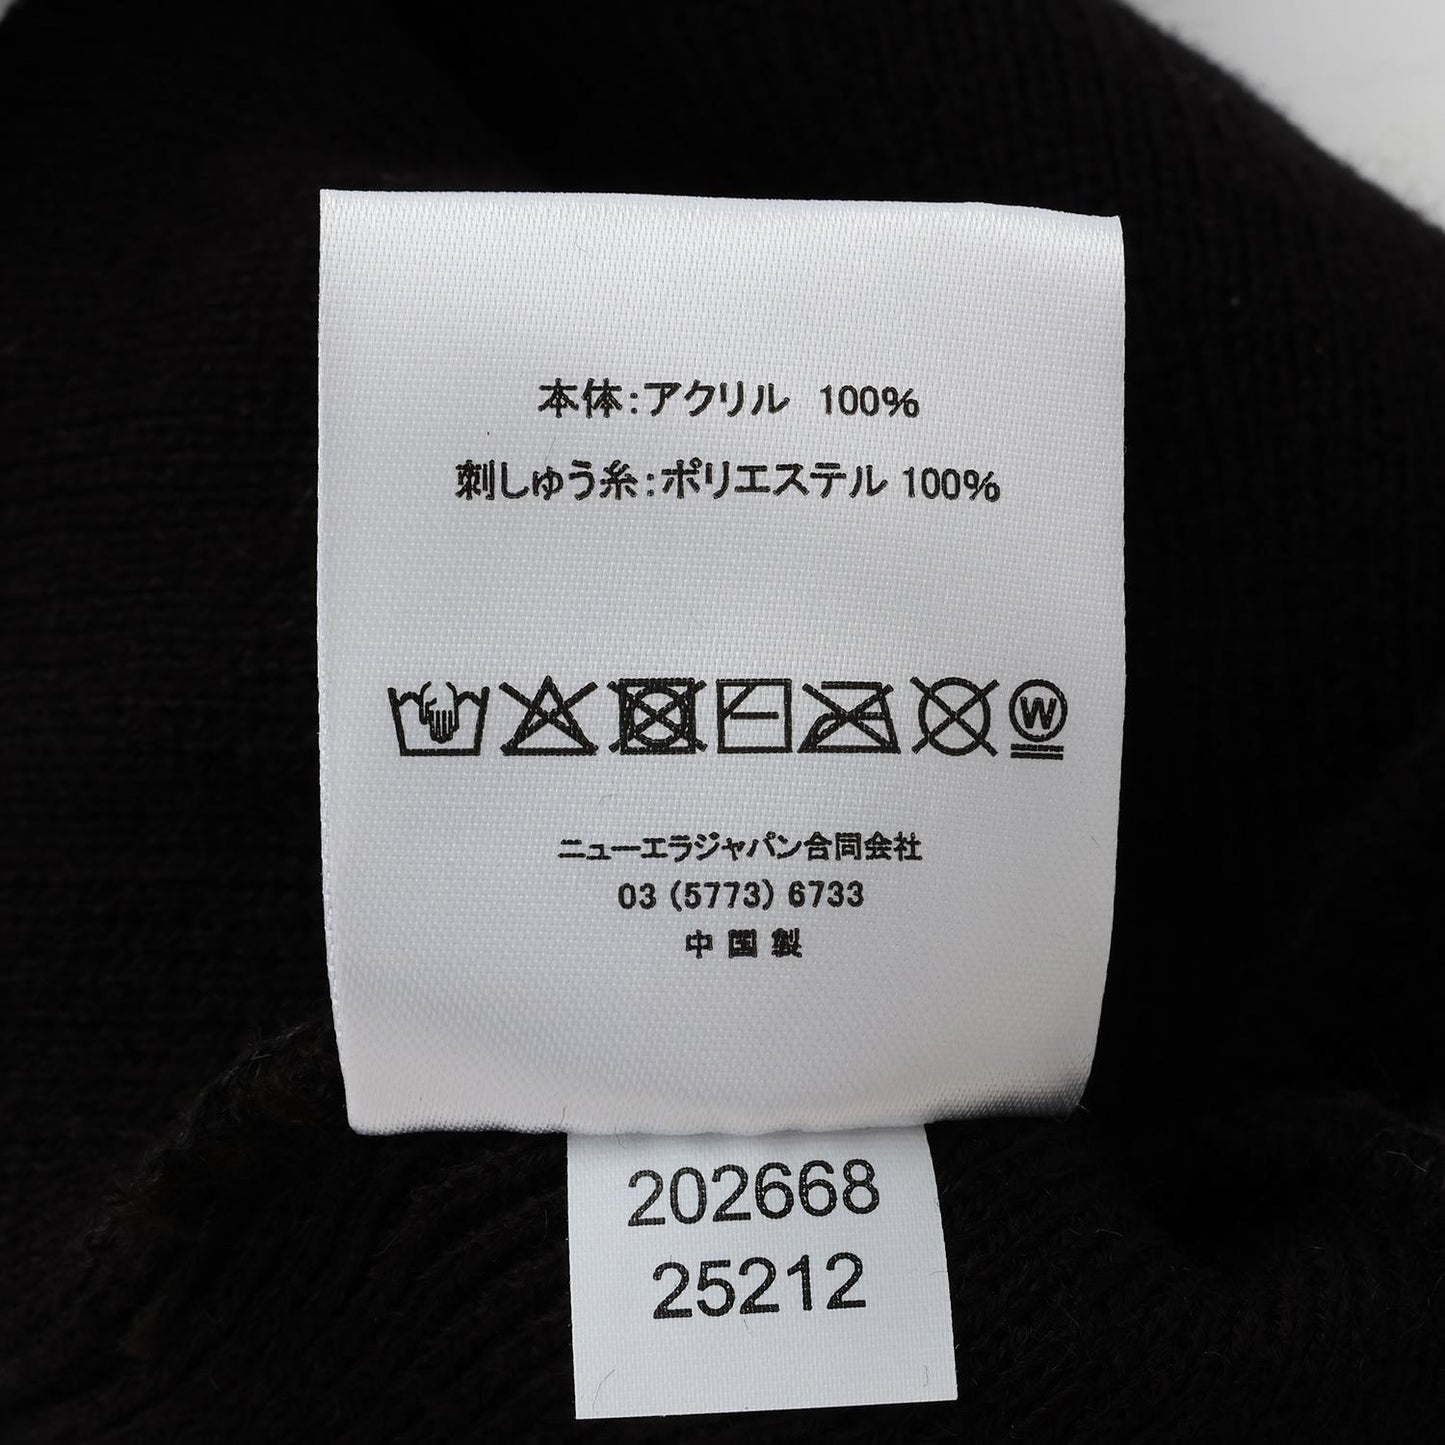 本体:アクリル 100%
刺しゅう糸:ポリエステル 100%
W
ニューエラジャパン合同会社
03 (5773) 6733
中国製
202668
25212